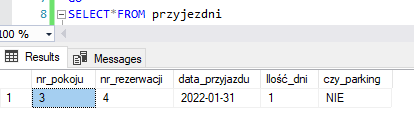 8 SELECT*FROM przyjezdni
100 %
Results Messages
nr_pokoju nr_rezerwacji data_przyjazdu Ilość_dni czy_parking
1 3 4 2022-01-31 1 NIE